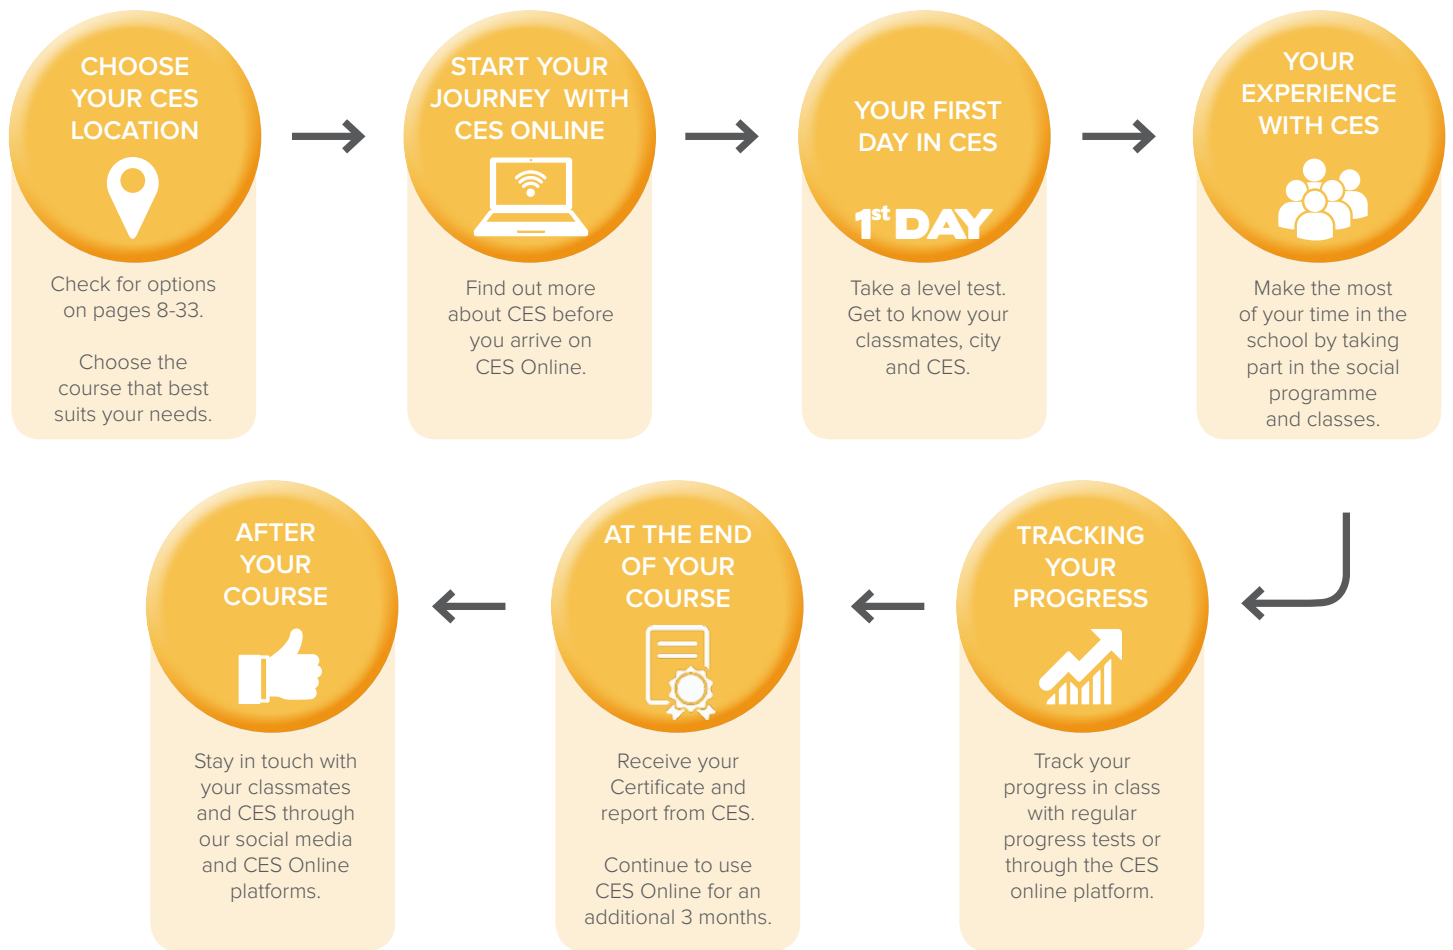 CHOOSE
YOUR CES
LOCATION
Check for options
on pages 8-33.
Choose the
course that best
suits your needs.
START YOUR
JOURNEY WITH
CES ONLINE
Find out more
about CES before
you arrive on
CES Online.
YOUR FIRST
DAY IN CES
1st DAY
Take a level test.
Get to know your
classmates, city
and CES.
YOUR
EXPERIENCE
WITH CES
Make the most
of your time in the
school by taking
part in the social
programme
and classes.
TRACKING
YOUR
PROGRESS
Track your
progress in class
with regular
progress tests or
through the CES
online platform.
AT THE END
OF YOUR
COURSE
Receive your
Certificate and
report from CES.
Continue to use
CES Online for an
additional 3 months.
AFTER
YOUR
COURSE
Stay in touch with
your classmates
and CES through
our social media
and CES Online
platforms.